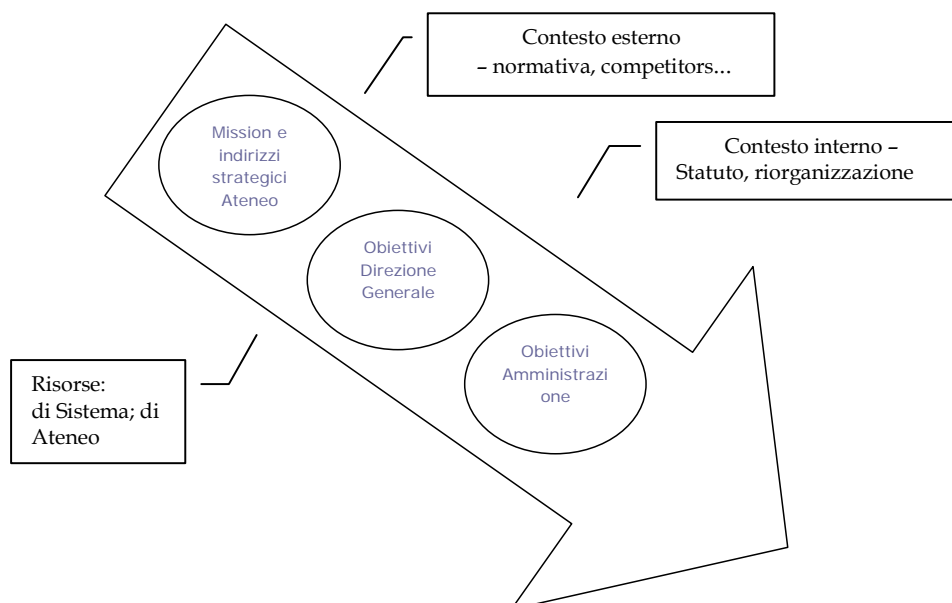 Contesto esterno
– normativa, competitors...
Mission e
indirizzi
strategici
Ateneo
Contesto interno –
Statuto, riorganizzazione
Obiettivi
Direzione
Generale
Obiettivi
Amministrazi
one
Risorse:
di Sistema; di
Ateneo